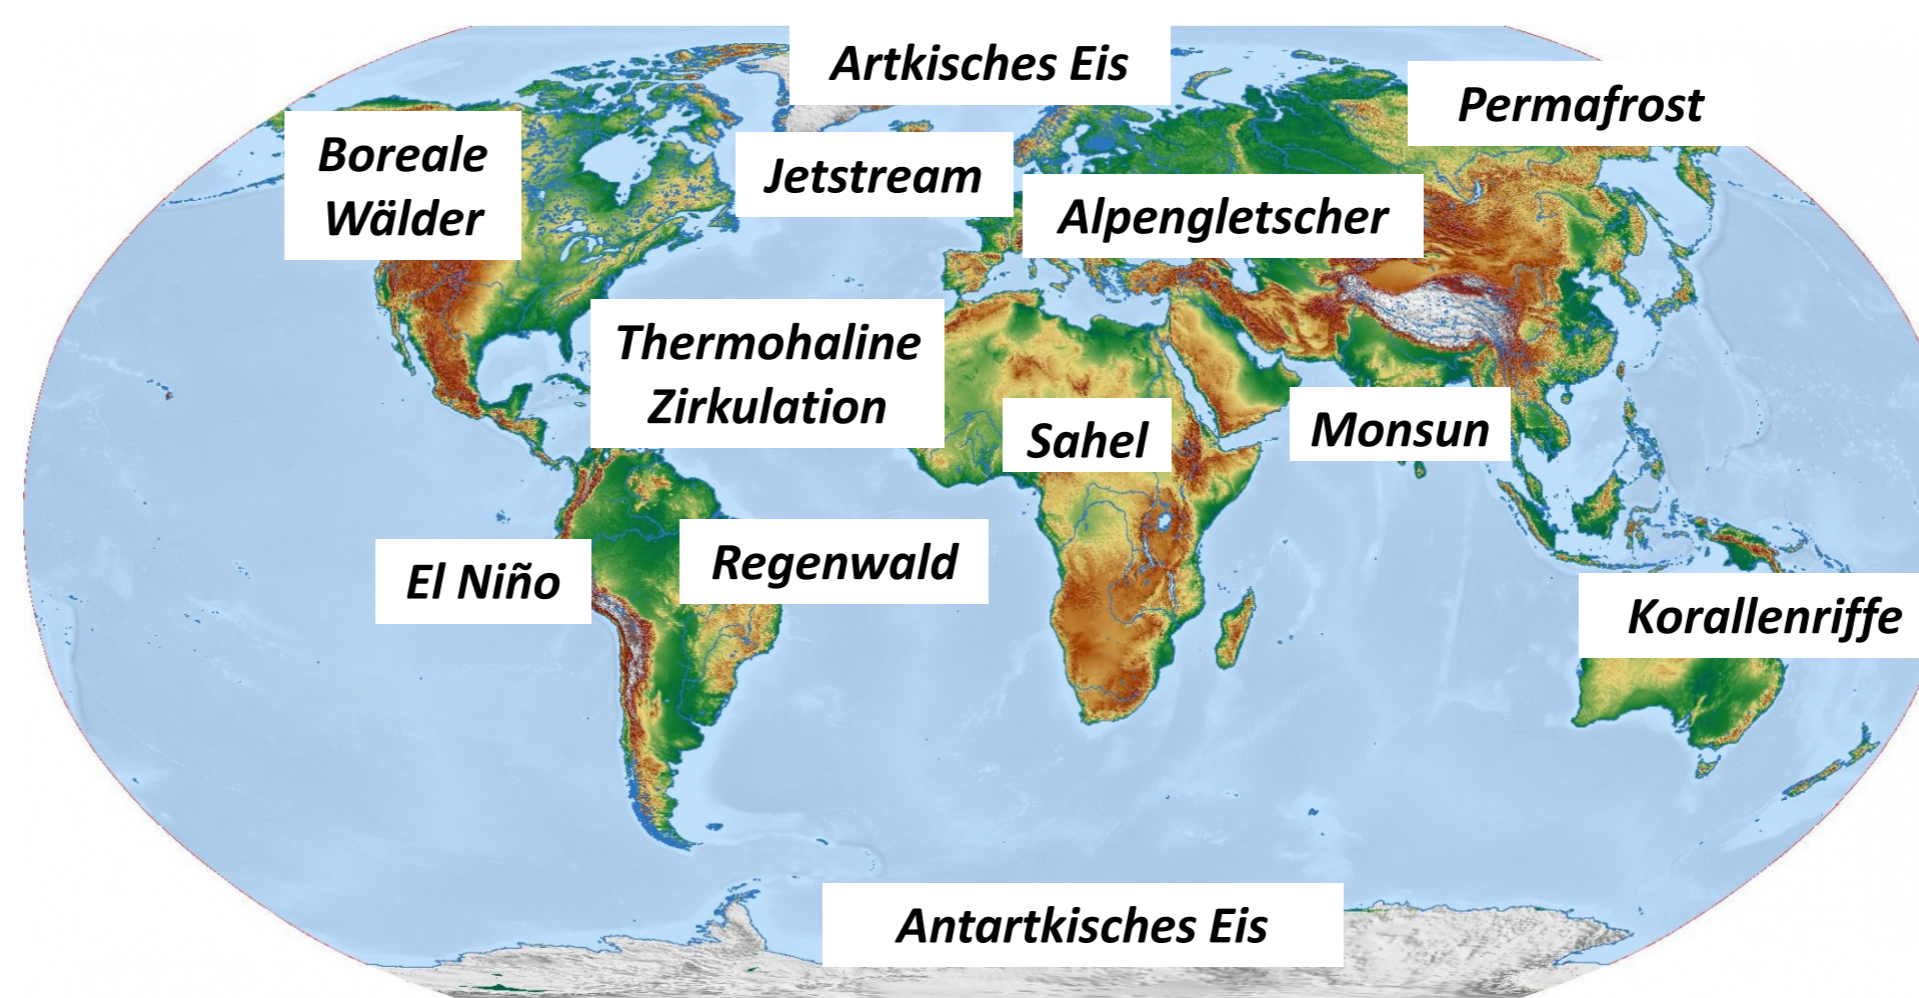 Artkisches Eis
Permafrost
Boreale
Wälder
Jetstream
Alpengletscher
Thermohaline
Zirkulation
Sahel
Monsun
El Niño
Regenwald
Korallenriffe
Antartkisches Eis